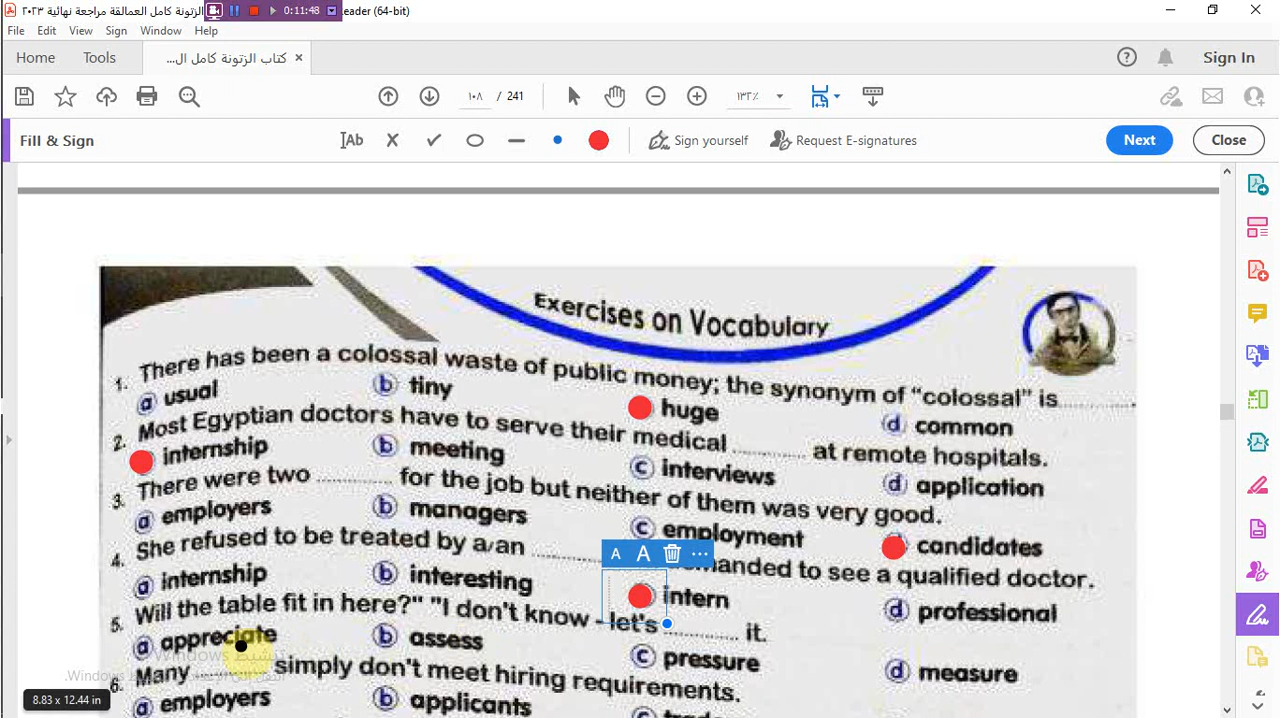 كتاب الزتونة كامل العمالقة مراجعة نهائية ٢٠٢٣ 0:11:48 eader (64-bit)
File Edit View Sign Window Help
Home Tools كتاب الزتونة كامل ال... × Sign In
١٠٨ / 241 ١٣٢٪
Fill & Sign Ab Sign yourself Request E-signatures Next Close
Exercises on Vocabulary
1. There has been a colossal waste of public money; the synonym of "colossal" is..........
a usual b tiny huge d common
2. Most Egyptian doctors have to serve their medical .......... at remote hospitals.
internship b meeting c interviews d application
3. There were two .......... for the job but neither of them was very good.
a employers b managers c employment candidates
4. She refused to be treated by a/an .......... manded to see a qualified doctor.
a internship b interesting intern d professional
5. Will the table fit in here?" "I don't know - let's .......... it.
a appreciate b assess c pressure d measure
6. Many .......... simply don't meet hiring requirements.
a employers b applicants
تنشيط Windows
.Windows
8.83 x 12.44 in